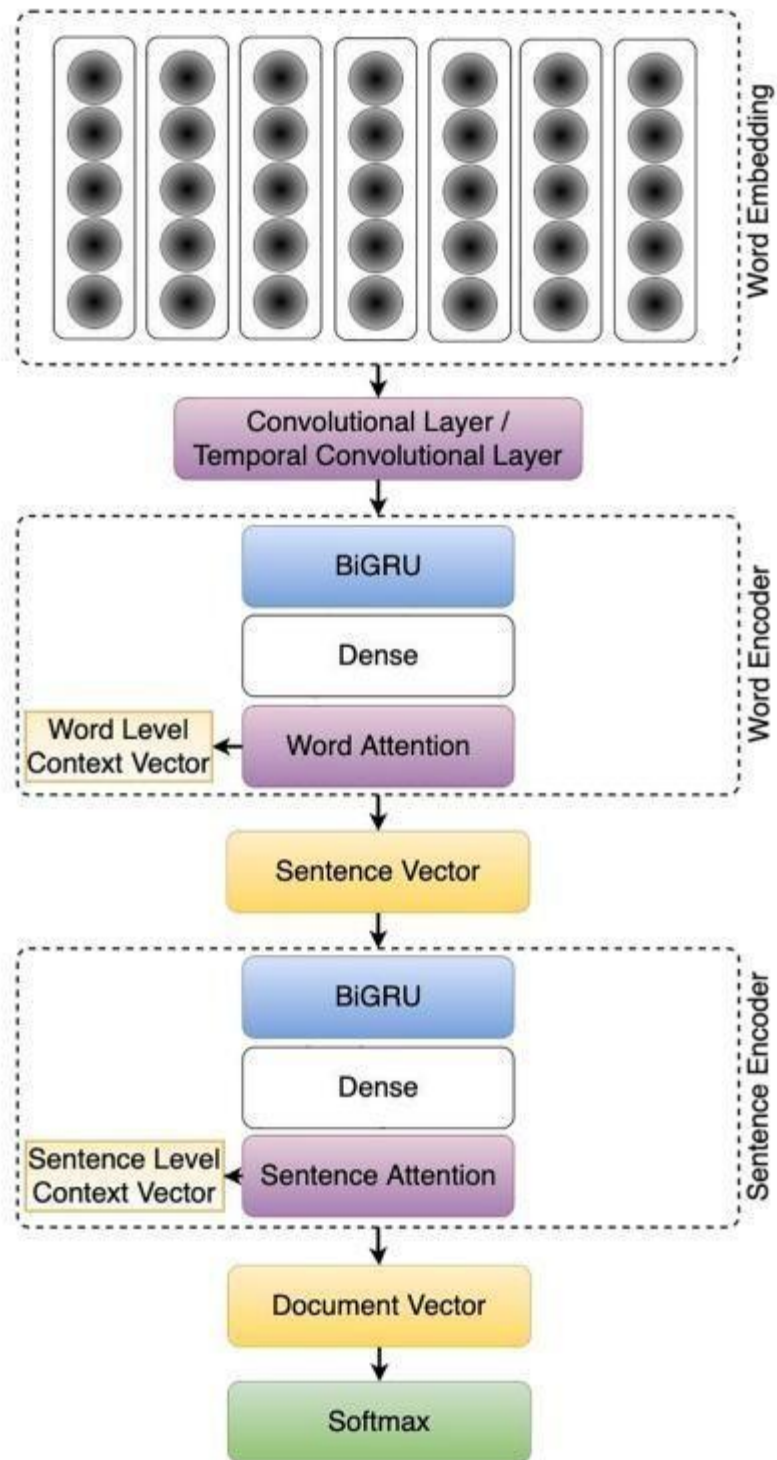 Word Embedding
Convolutional Layer /
Temporal Convolutional Layer
BiGRU
Dense
Word Attention
Word Level
Context Vector
Word Encoder
Sentence Vector
BiGRU
Dense
Sentence Attention
Sentence Level
Context Vector
Sentence Encoder
Document Vector
Softmax